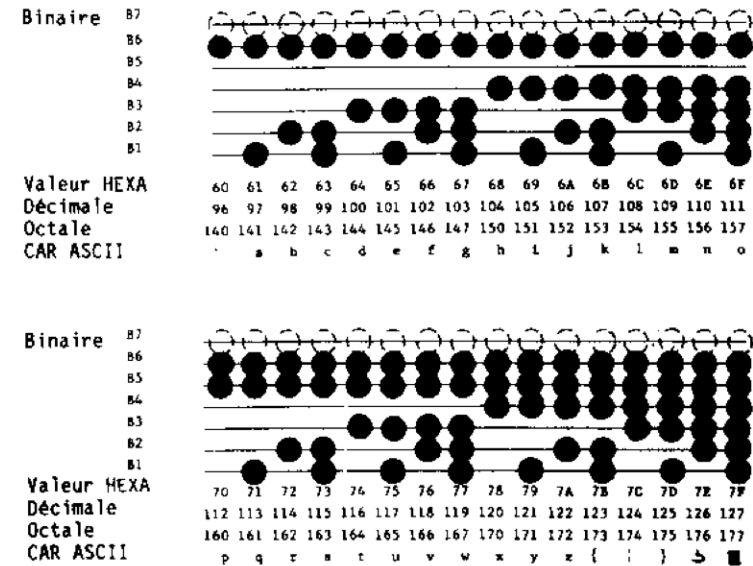 Binaire B7
B6
B5
B4
B3
B2
B1
Valeur HEXA 60 61 62 63 64 65 66 67 68 69 6A 6B 6C 6D 6E 6F
Décimale 96 97 98 99 100 101 102 103 104 105 106 107 108 109 110 111
Octale 140 141 142 143 144 145 146 147 150 151 152 153 154 155 156 157
CAR ASCII ` a b c d e f g h i j k l m n o
Binaire B7
B6
B5
B4
B3
B2
B1
Valeur HEXA 70 71 72 73 74 75 76 77 78 79 7A 7B 7C 7D 7E 7F
Décimale 112 113 114 115 116 117 118 119 120 121 122 123 124 125 126 127
Octale 160 161 162 163 164 165 166 167 170 171 172 173 174 175 176 177
CAR ASCII p q r s t u v w x y z { ¦ } ■